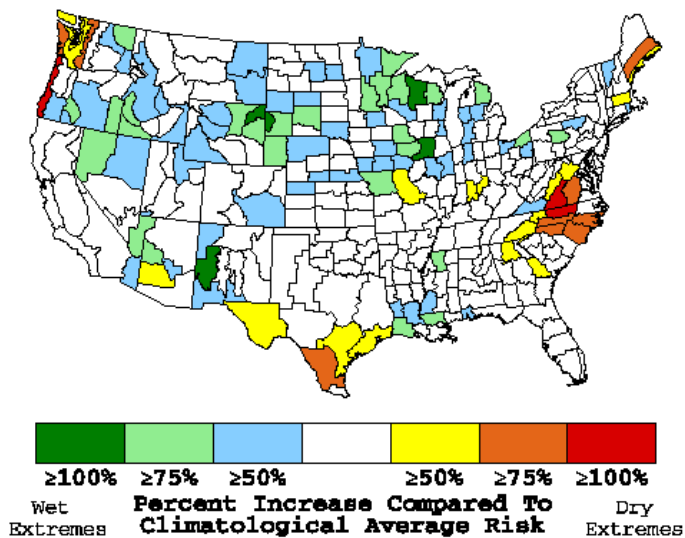 ≥100% ≥75% ≥50% ≥50% ≥75% ≥100%
Wet Extremes
Percent Increase Compared To
Climatological Average Risk
Dry Extremes